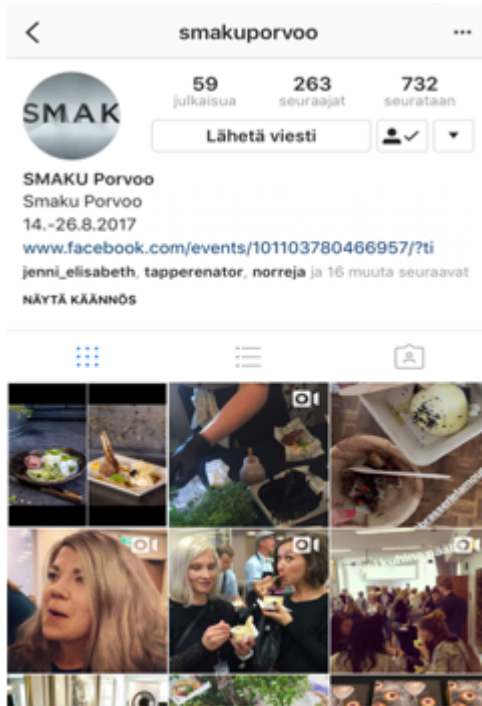 smakuporvoo
SMAK
59 263 732
julkaisua seuraajat seurataan
Lähetä viesti
SMAKU Porvoo
Smaku Porvoo
14.-26.8.2017
www.facebook.com/events/101103780466957/?ti
jenni_elisabeth, tapperenator, norreja ja 16 muuta seuraavat
NÄYTÄ KÄÄNNÖS